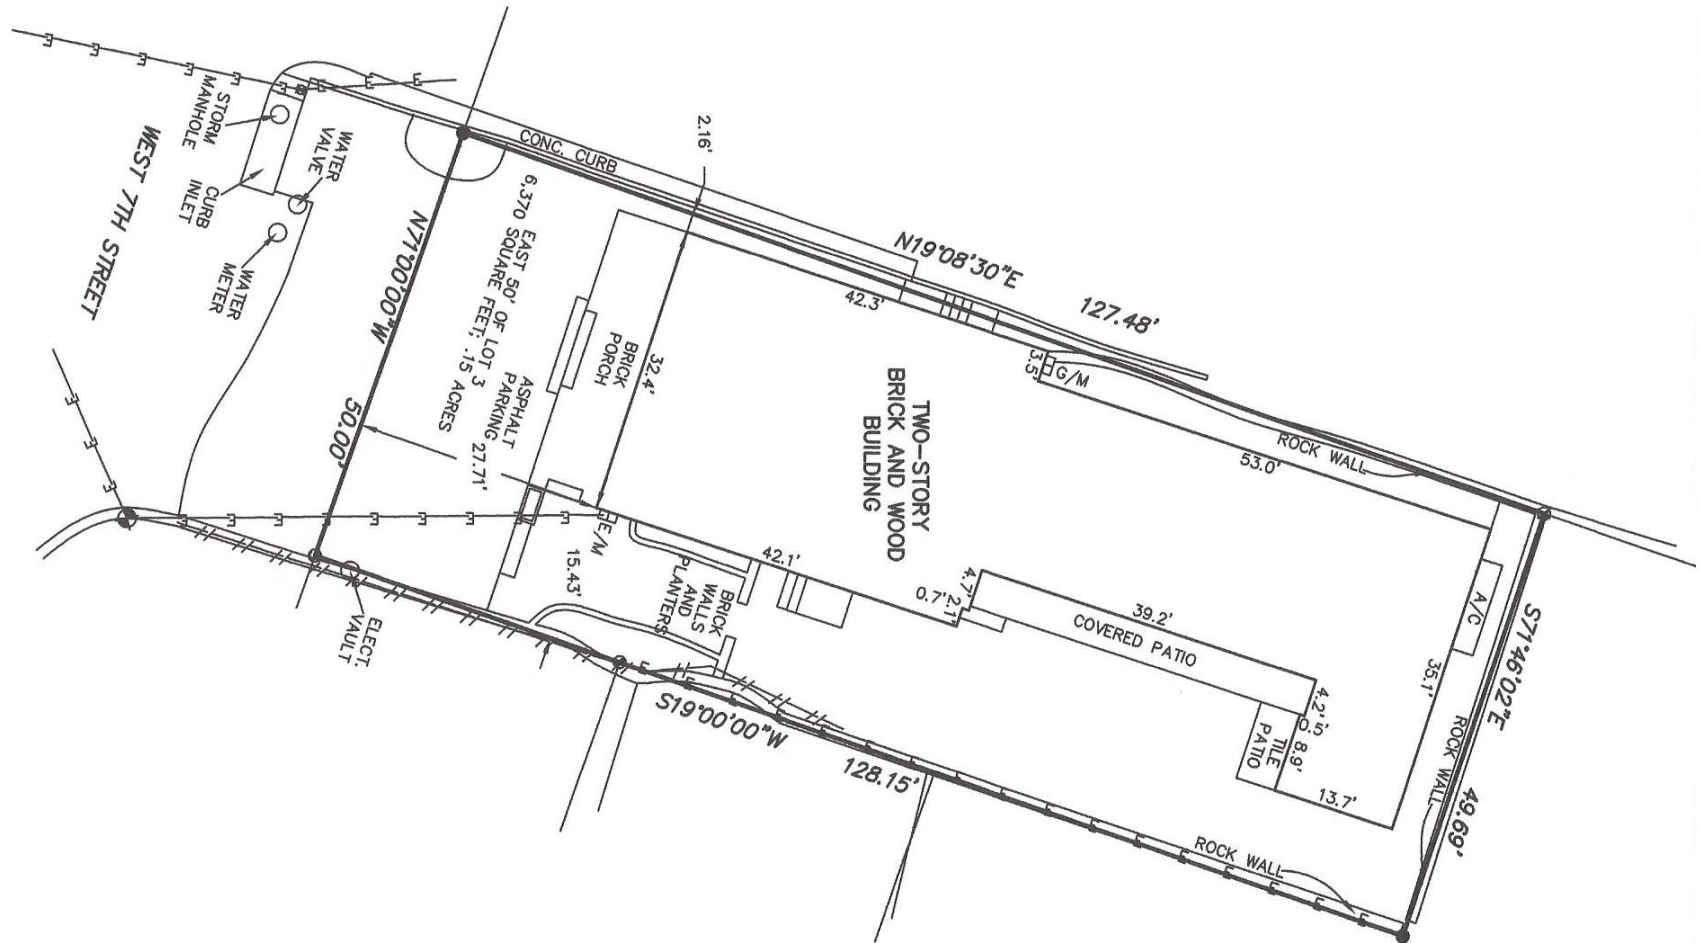 STORM
MANHOLE
WATER
VALVE
CURB
INLET
WATER
METER
WEST 7TH STREET
CONC. CURB
2.16'
N19°08'30"E
127.48'
N71°00'00"W
50.00'
EAST 50' OF LOT 3
6,370 SQUARE FEET; .15 ACRES
ASPHALT
PARKING
27.71'
BRICK
PORCH
32.4'
42.3'
3.5'
G/M
TWO-STORY
BRICK AND WOOD
BUILDING
ROCK WALL
53.0'
A/C
S71°46'02"E
49.69'
ROCK WALL
35.1'
E/M
15.43'
42.1'
BRICK
WALLS
AND
PLANTERS
0.7'
2.1'
4.7'
39.2'
COVERED PATIO
4.2'
0.5'
8.9'
TILE
PATIO
13.7'
ELECT.
VAULT
S19°00'00"W
128.15'
ROCK WALL
E E E E E E E E E
E E E
E E E E E E E E E E
E E E E E E E E E E E E E E E E E